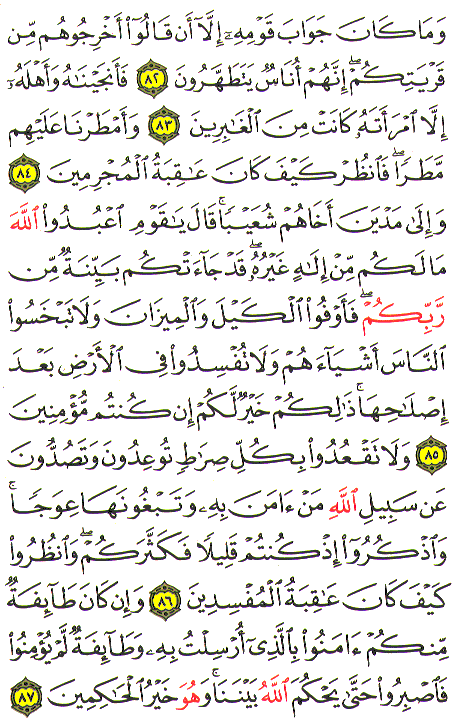 وَمَا كَانَ جَوَابَ قَوْمِهِۦٓ إِلَّآ أَن قَالُوٓا۟ أَخْرِجُوهُم مِّن
قَرْيَتِكُمْ ۖ إِنَّهُمْ أُنَاسٌ يَتَطَهَّرُونَ ٨٢ فَأَنجَيْنَٰهُ وَأَهْلَهُۥٓ
إِلَّا ٱمْرَأَتَهُۥ كَانَتْ مِنَ ٱلْغَٰبِرِينَ ٨٣ وَأَمْطَرْنَا عَلَيْهِم
مَّطَرًا ۖ فَٱنظُرْ كَيْفَ كَانَ عَٰقِبَةُ ٱلْمُجْرِمِينَ ٨٤
وَإِلَىٰ مَدْيَنَ أَخَاهُمْ شُعَيْبًا ۗ قَالَ يَٰقَوْمِ ٱعْبُدُوا۟ ٱللَّهَ
مَا لَكُم مِّنْ إِلَٰهٍ غَيْرُهُۥ ۖ قَدْ جَآءَتْكُم بَيِّنَةٌ مِّن
رَّبِّكُمْ ۖ فَأَوْفُوا۟ ٱلْكَيْلَ وَٱلْمِيزَانَ وَلَا تَبْخَسُوا۟
ٱلنَّاسَ أَشْيَآءَهُمْ وَلَا تُفْسِدُوا۟ فِى ٱلْأَرْضِ بَعْدَ
إِصْلَٰحِهَا ۚ ذَٰلِكُمْ خَيْرٌ لَّكُمْ إِن كُنتُم مُّؤْمِنِينَ
٨٥ وَلَا تَقْعُدُوا۟ بِكُلِّ صِرَٰطٍ تُوعِدُونَ وَتَصُدُّونَ
عَن سَبِيلِ ٱللَّهِ مَنْ ءَامَنَ بِهِۦ وَتَبْغُونَهَا عِوَجًا ۚ
وَٱذْكُرُوٓا۟ إِذْ كُنتُمْ قَلِيلًا فَكَثَّرَكُمْ ۖ وَٱنظُرُوا۟
كَيْفَ كَانَ عَٰقِبَةُ ٱلْمُفْسِدِينَ ٨٦ وَإِن كَانَ طَآئِفَةٌ
مِّنكُمْ ءَامَنُوا۟ بِٱلَّذِىٓ أُرْسِلْتُ بِهِۦ وَطَآئِفَةٌ لَّمْ يُؤْمِنُوا۟
فَٱصْبِرُوا۟ حَتَّىٰ يَحْكُمَ ٱللَّهُ بَيْنَنَا ۚ وَهُوَ خَيْرُ ٱلْحَٰكِمِينَ ٨٧